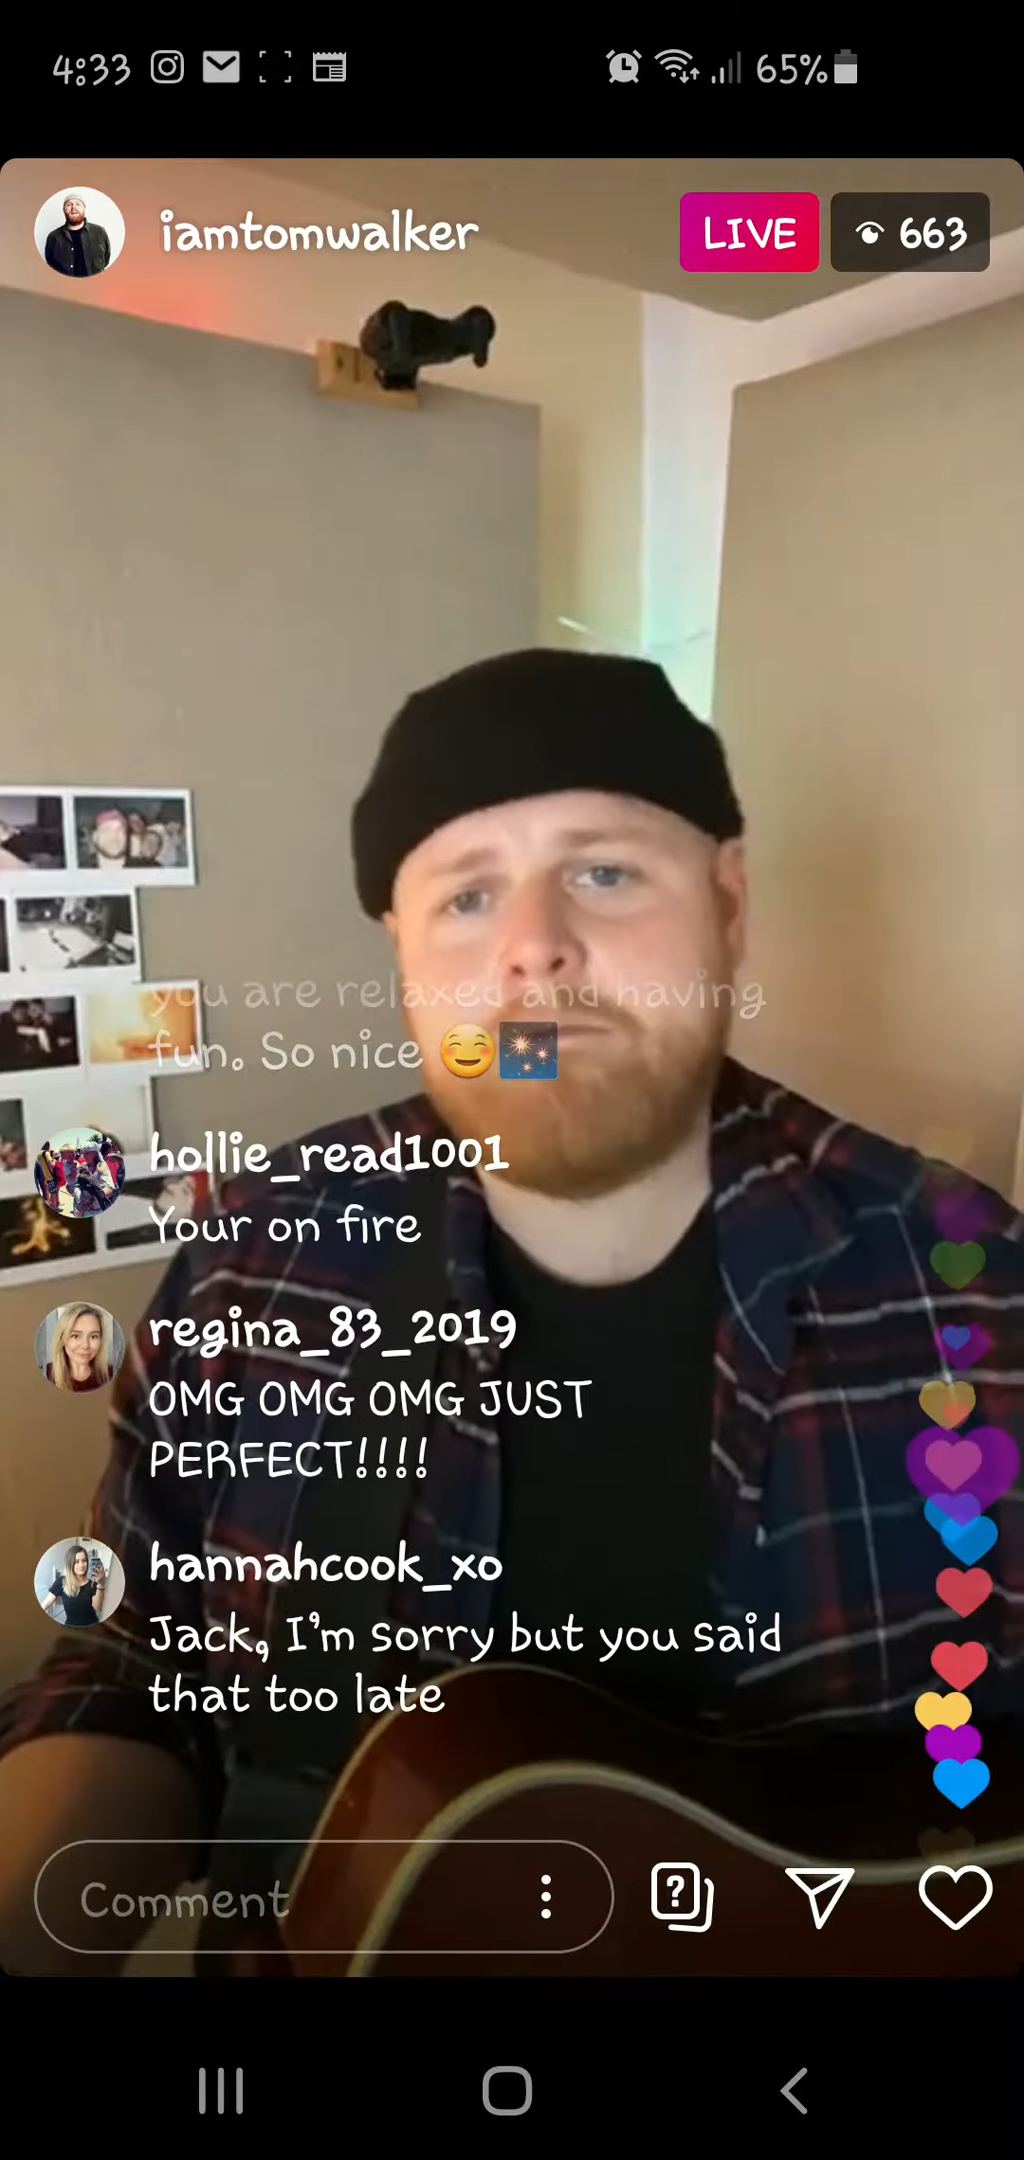 4:33
65%
iamtomwalker
LIVE
663
you are relaxed and having
fun. So nice 😊🎇
hollie_read1001
Your on fire
regina_83_2019
OMG OMG OMG JUST
PERFECT!!!!
hannahcook_xo
Jack, I'm sorry but you said
that too late
Comment